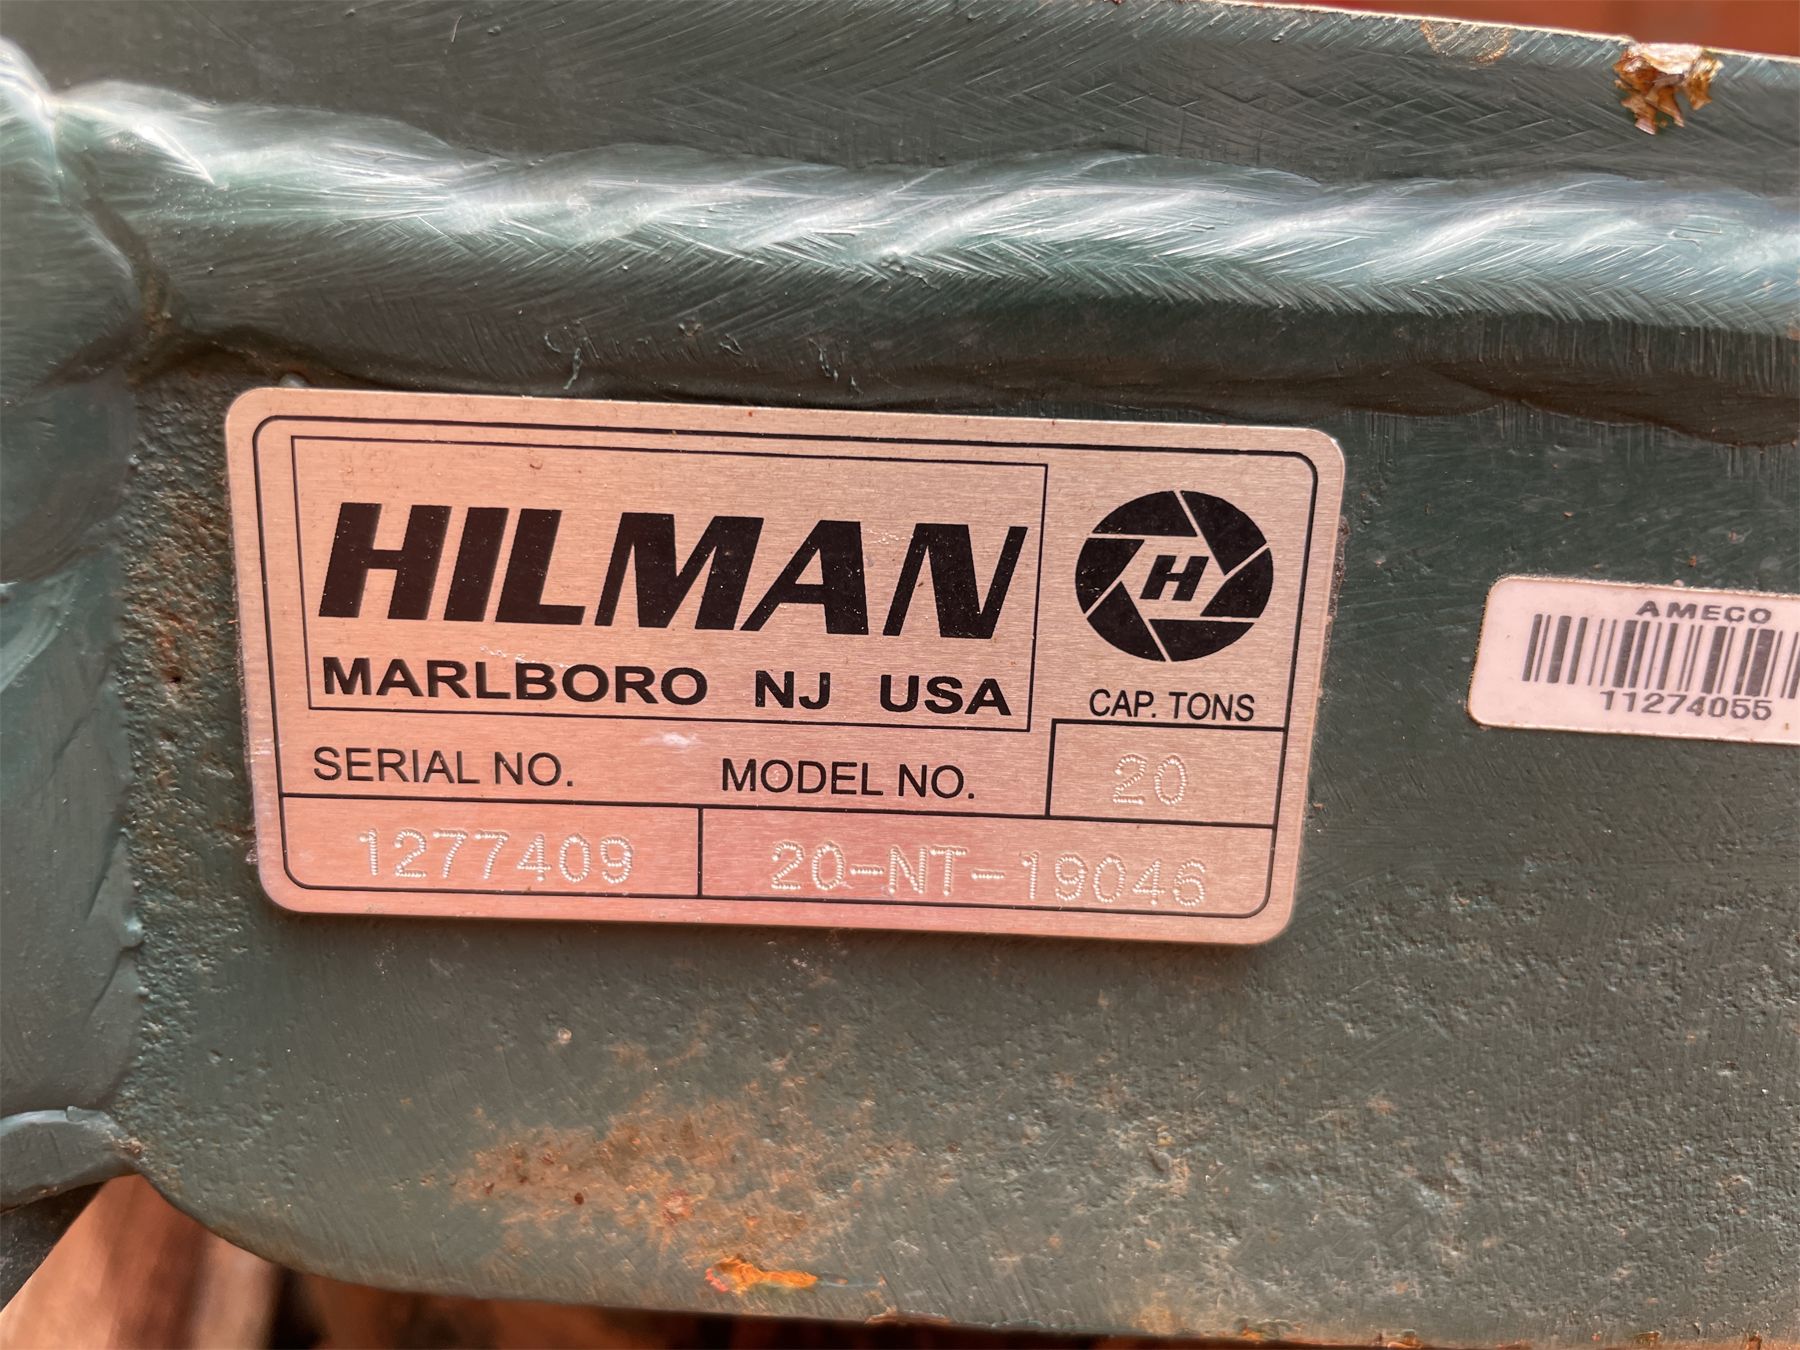 HILMAN
MARLBORO NJ USA
H
CAP. TONS
20
SERIAL NO.
1277409
MODEL NO.
20-NT-19046
AMECO
11274055